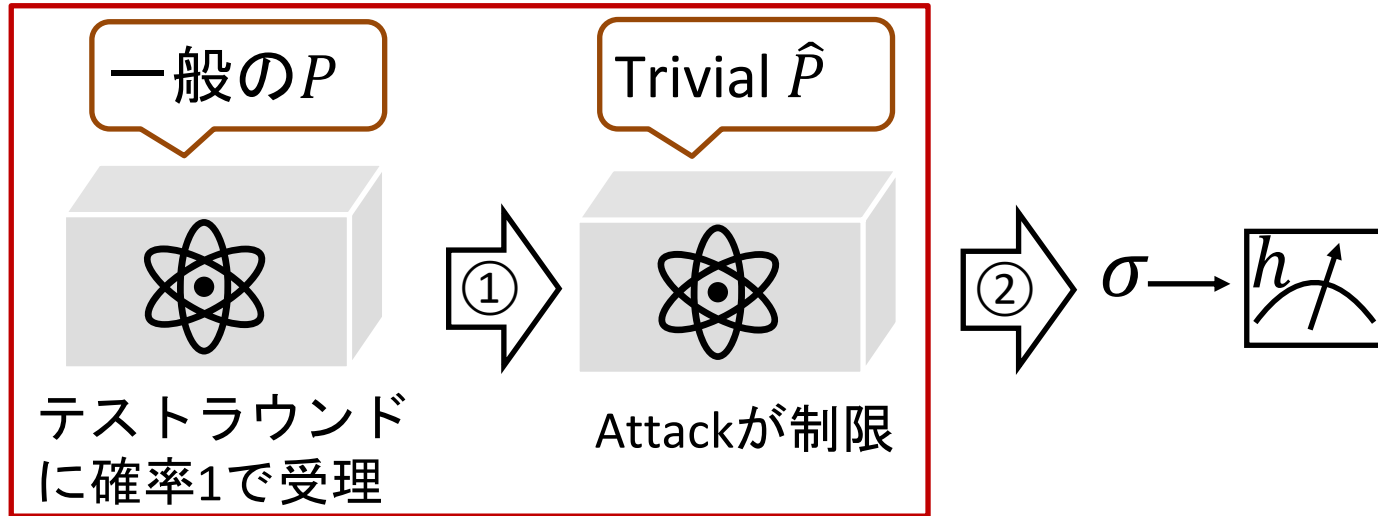 一般のP
Trivial P̂
①
②
σ
h
テストラウンド
に確率1で受理
Attackが制限